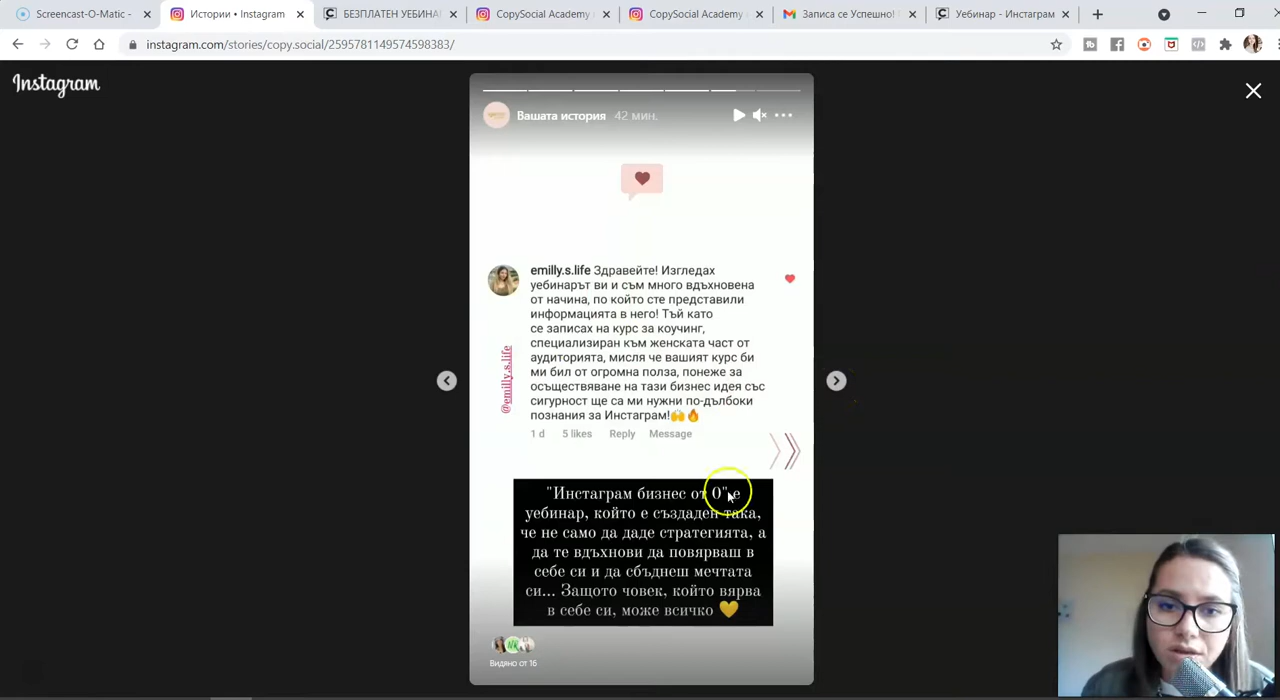 Screencast-O-Matic -
Истории • Instagram
БЕЗПЛАТЕН УЕБИНА
CopySocial Academy
CopySocial Academy
Записа се Успешно!
Уебинар - Инстаграм
instagram.com/stories/copy.social/2595781149574598383/
Instagram
Вашата история 42 мин.
emilly.s.life Здравейте! Изгледах
уебинарът ви и съм много вдъхновена
от начина, по който сте представили
информацията в него! Тъй като
се записах на курс за коучинг,
специализиран към женската част от
аудиторията, мисля че вашият курс би
ми бил от огромна полза, понеже за
осъществяване на тази бизнес идея със
сигурност ще са ми нужни по-дълбоки
познания за Инстаграм!🙌🔥
@emilly.s.life
1 d 5 likes Reply Message
"Инстаграм бизнес от 0" е
уебинар, който е създаден така,
че не само да даде стратегията, а
да те вдъхнови да повярваш в
себе си и да сбъднеш мечтата
си... Защото човек, който вярва
в себе си, може всичко 💛
Видяно от 16